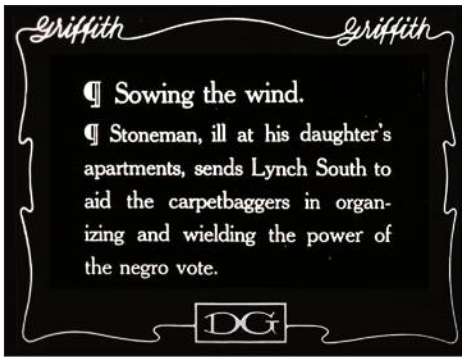 Griffith Griffith
¶ Sowing the wind.
¶ Stoneman, ill at his daughter's
apartments, sends Lynch South to
aid the carpetbaggers in organ-
izing and wielding the power of
the negro vote.
DG